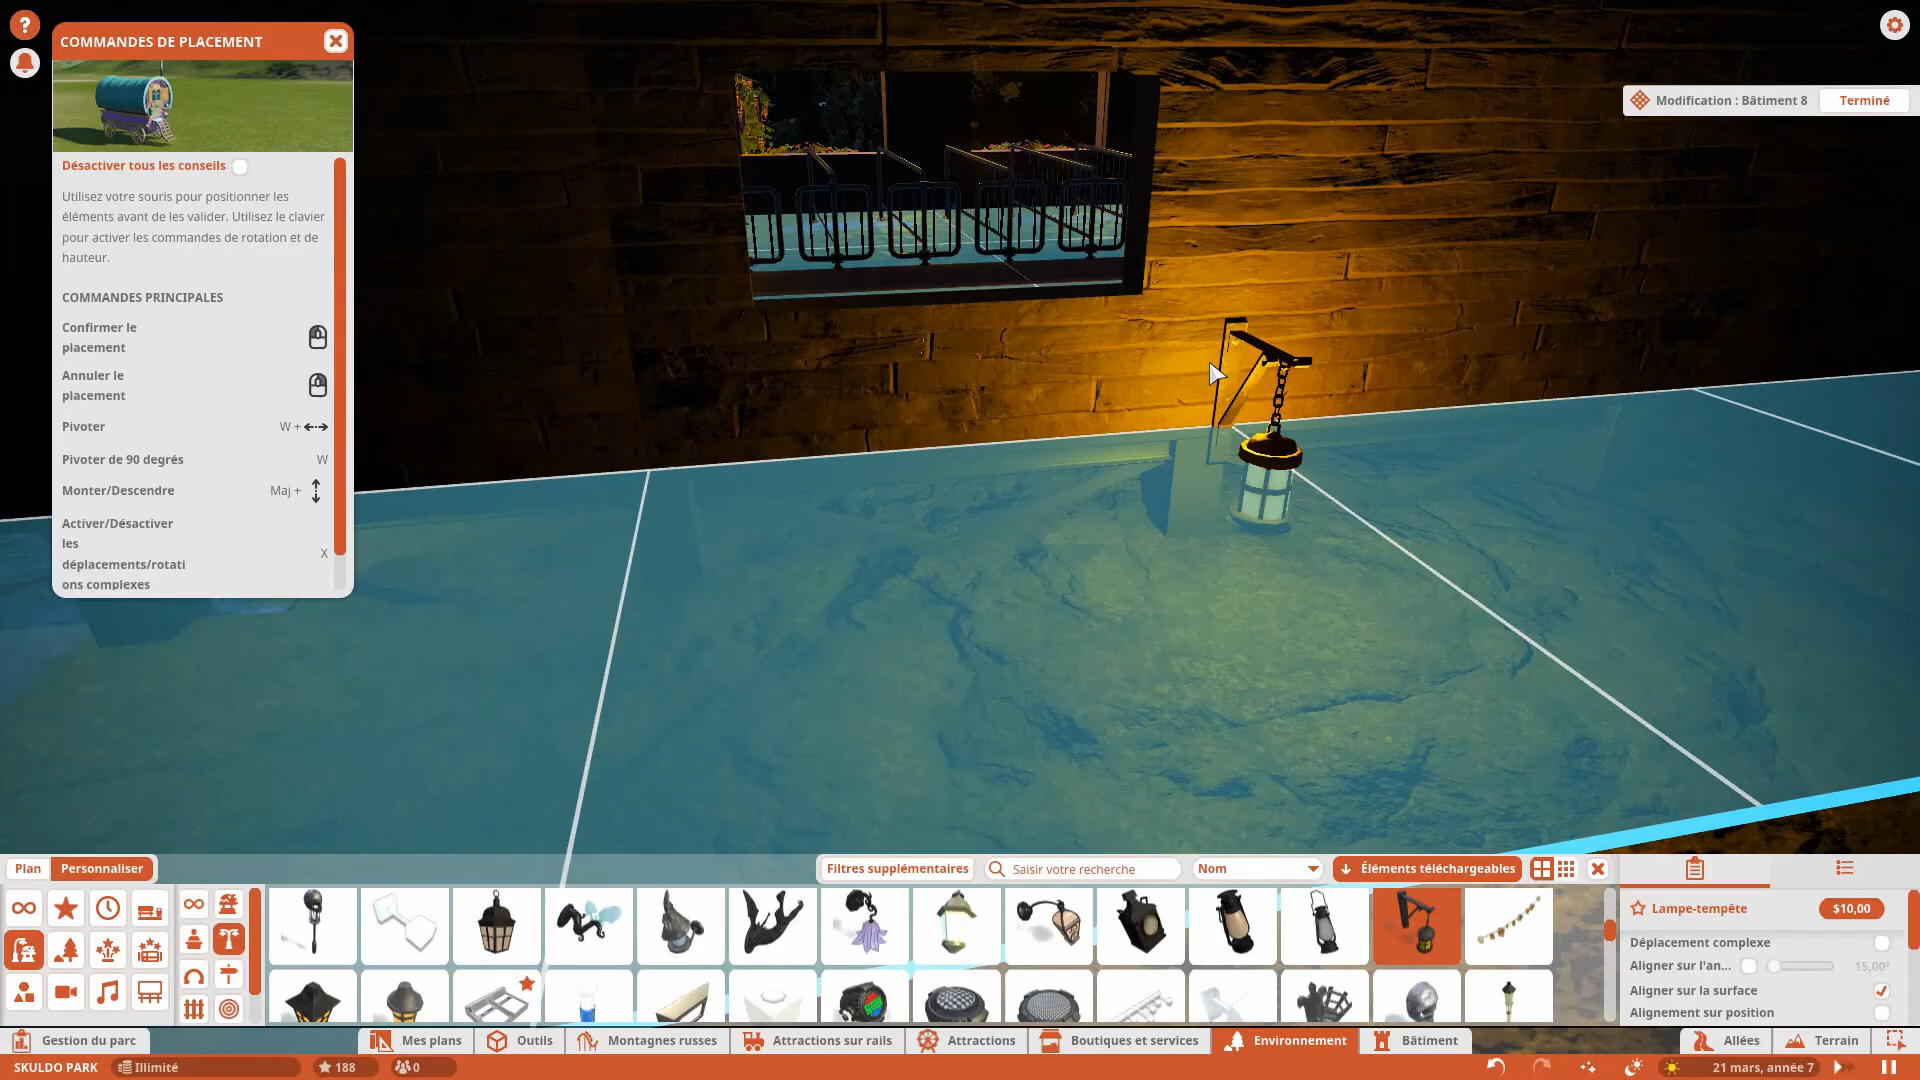 COMMANDES DE PLACEMENT
Désactiver tous les conseils
Utilisez votre souris pour positionner les
éléments avant de les valider. Utilisez le clavier
pour activer les commandes de rotation et de
hauteur.
COMMANDES PRINCIPALES
Confirmer le
placement
Annuler le
placement
Pivoter W +
Pivoter de 90 degrés W
Monter/Descendre Maj +
Activer/Désactiver
les
déplacements/rotati
ons complexes
X
Modification : Bâtiment 8 Terminé
Plan Personnaliser
Filtres supplémentaires Saisir votre recherche Nom Éléments téléchargeables
Lampe-tempête $10,00
Déplacement complexe
Aligner sur l'an... 15,00°
Aligner sur la surface
Alignement sur position
Gestion du parc Mes plans Outils Montagnes russes Attractions sur rails Attractions Boutiques et services Environnement Bâtiment Allées Terrain
SKULDO PARK Illimité 188 0 21 mars, année 7